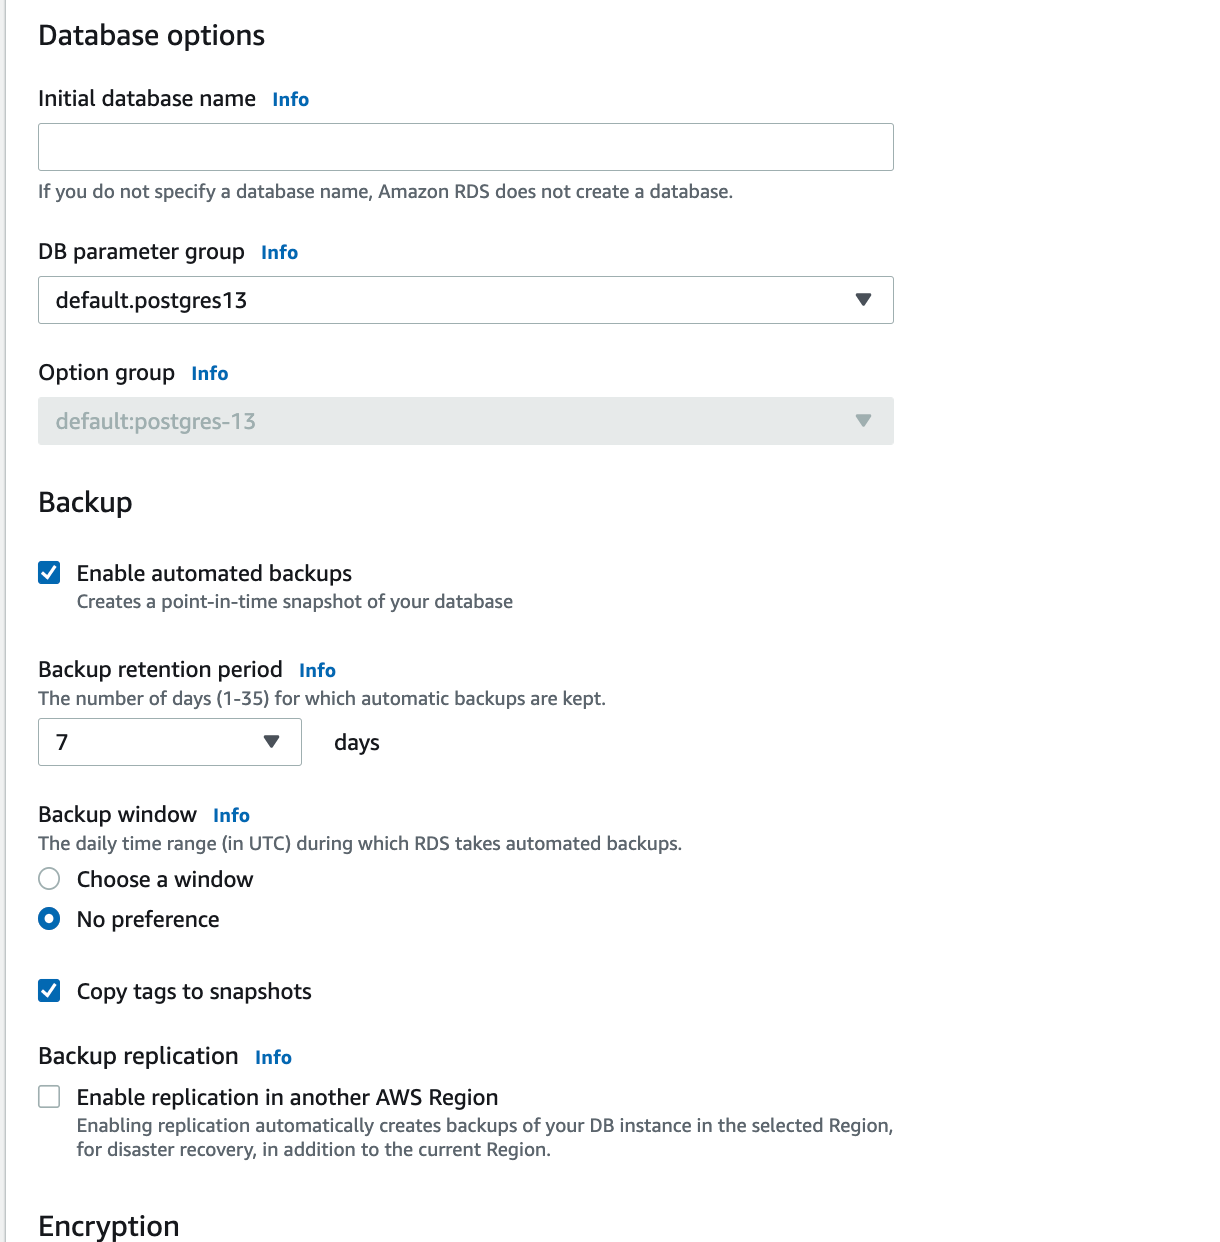 Database options
Initial database name Info
If you do not specify a database name, Amazon RDS does not create a database.
DB parameter group Info
default.postgres13
Option group Info
default:postgres-13
Backup
Enable automated backups
Creates a point-in-time snapshot of your database
Backup retention period Info
The number of days (1-35) for which automatic backups are kept.
7 days
Backup window Info
The daily time range (in UTC) during which RDS takes automated backups.
Choose a window
No preference
Copy tags to snapshots
Backup replication Info
Enable replication in another AWS Region
Enabling replication automatically creates backups of your DB instance in the selected Region,
for disaster recovery, in addition to the current Region.
Encryption